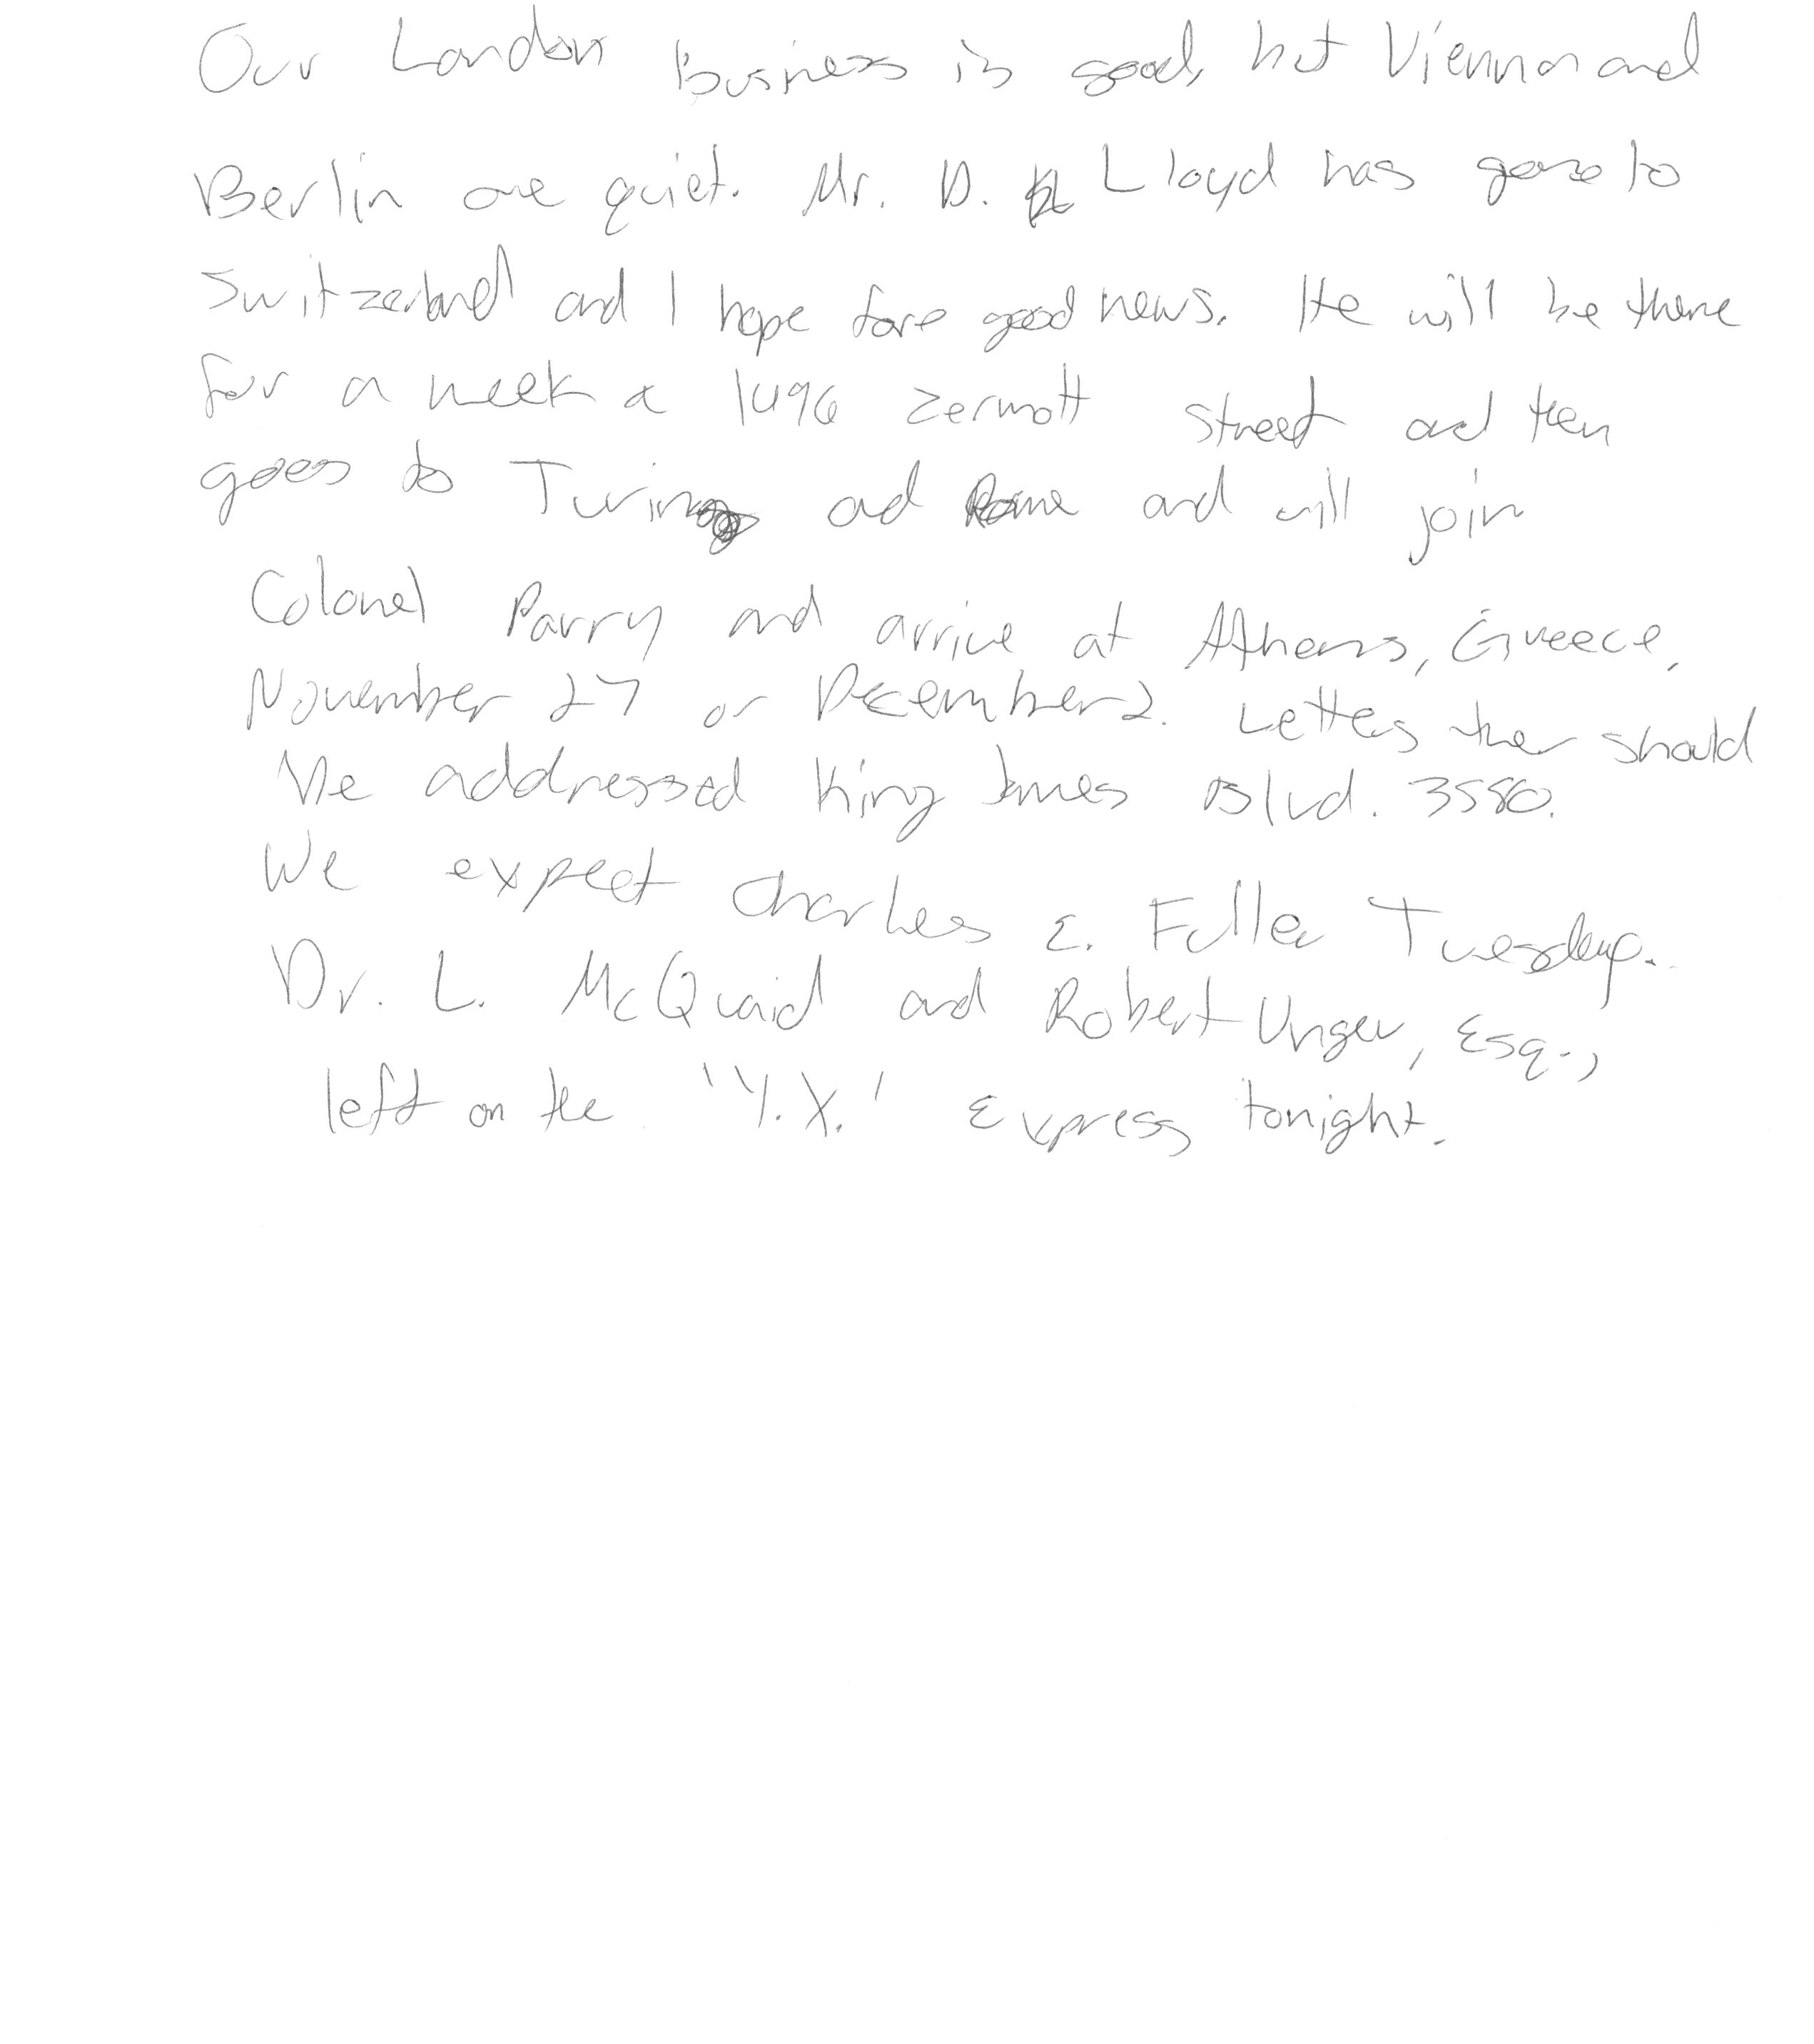 Our London business is good, but Vienna and
Berlin are quiet. Mr. D. Lloyd has gone to
Switzerland and I hope fore good news. He will be there
for a week a 1496 Zermott street and then
goes to Turin and Rome and will join
Colonel Parry and arrive at Athens, Greece,
November 27 or December 2. Letters ther should
be addressed King James Blvd. 3580.
We expect Charles E. Fuller Tuesday.
Dr. L. McQuaid and Robert Unger, Esq.,
left on the 'Y.X.' Express tonight.